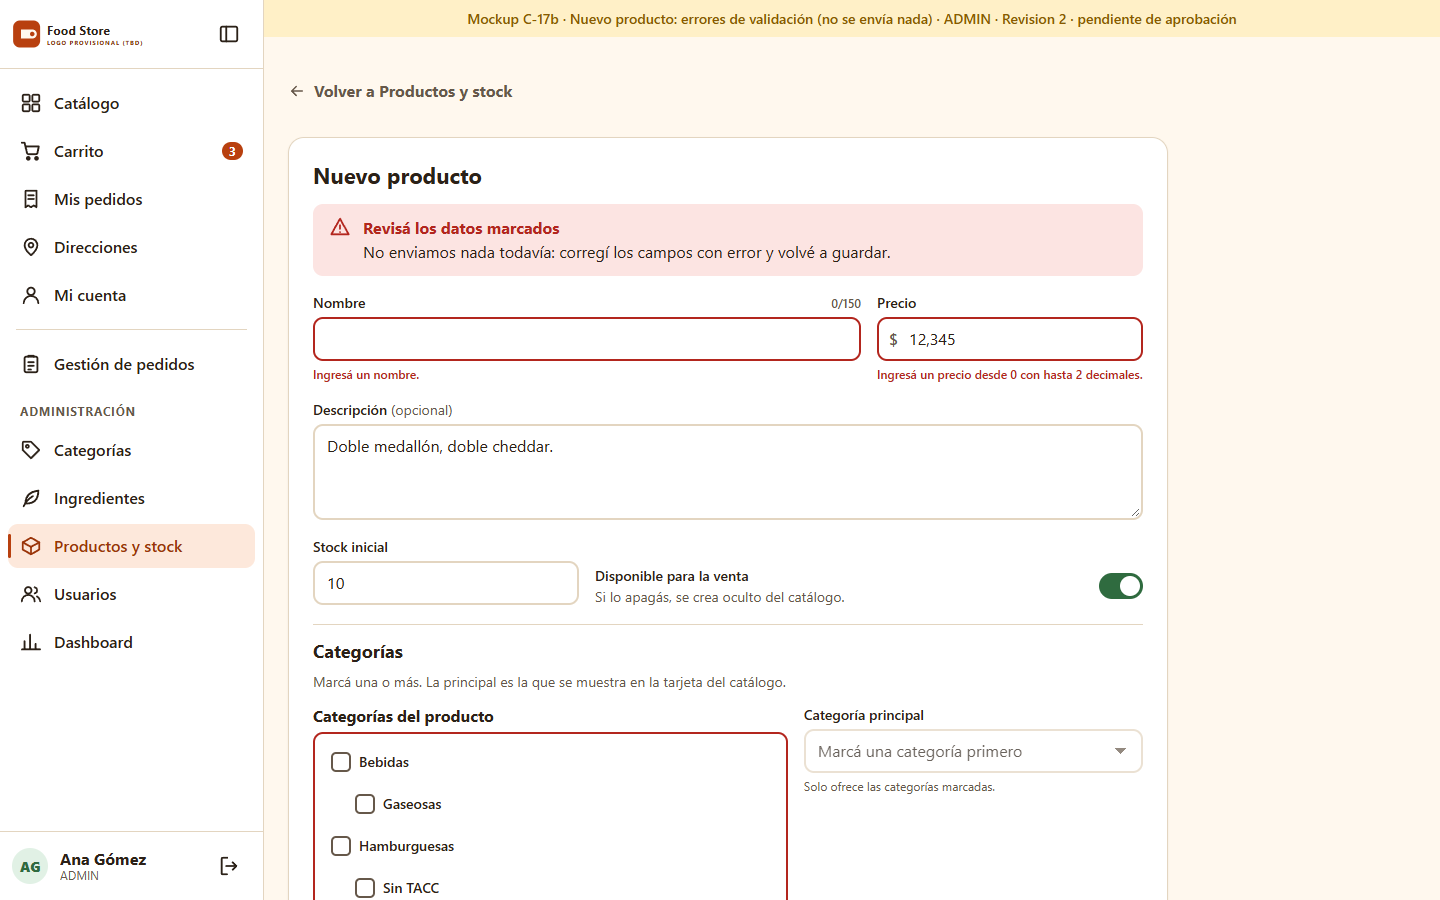 Food Store
LOGO PROVISIONAL (TBD)
Catálogo
Carrito
3
Mis pedidos
Direcciones
Mi cuenta
Gestión de pedidos
ADMINISTRACIÓN
Categorías
Ingredientes
Productos y stock
Usuarios
Dashboard
AG
Ana Gómez
ADMIN
Mockup C-17b · Nuevo producto: errores de validación (no se envía nada) · ADMIN · Revision 2 · pendiente de aprobación
Volver a Productos y stock
Nuevo producto
Revisá los datos marcados
No enviamos nada todavía: corregí los campos con error y volvé a guardar.
Nombre
0/150
Ingresá un nombre.
Precio
$ 12,345
Ingresá un precio desde 0 con hasta 2 decimales.
Descripción (opcional)
Doble medallón, doble cheddar.
Stock inicial
10
Disponible para la venta
Si lo apagás, se crea oculto del catálogo.
Categorías
Marcá una o más. La principal es la que se muestra en la tarjeta del catálogo.
Categorías del producto
Bebidas
Gaseosas
Hamburguesas
Sin TACC
Categoría principal
Marcá una categoría primero
Solo ofrece las categorías marcadas.